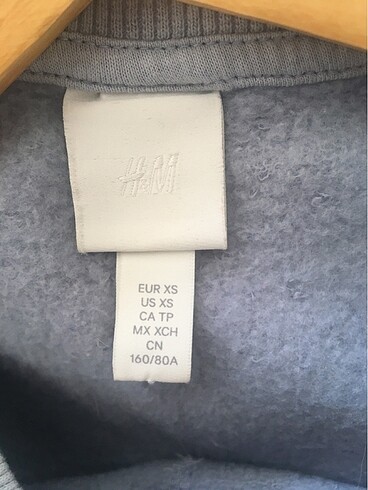 H&M
EUR XS
US XS
CA TP
MX XCH
CN
160/80A